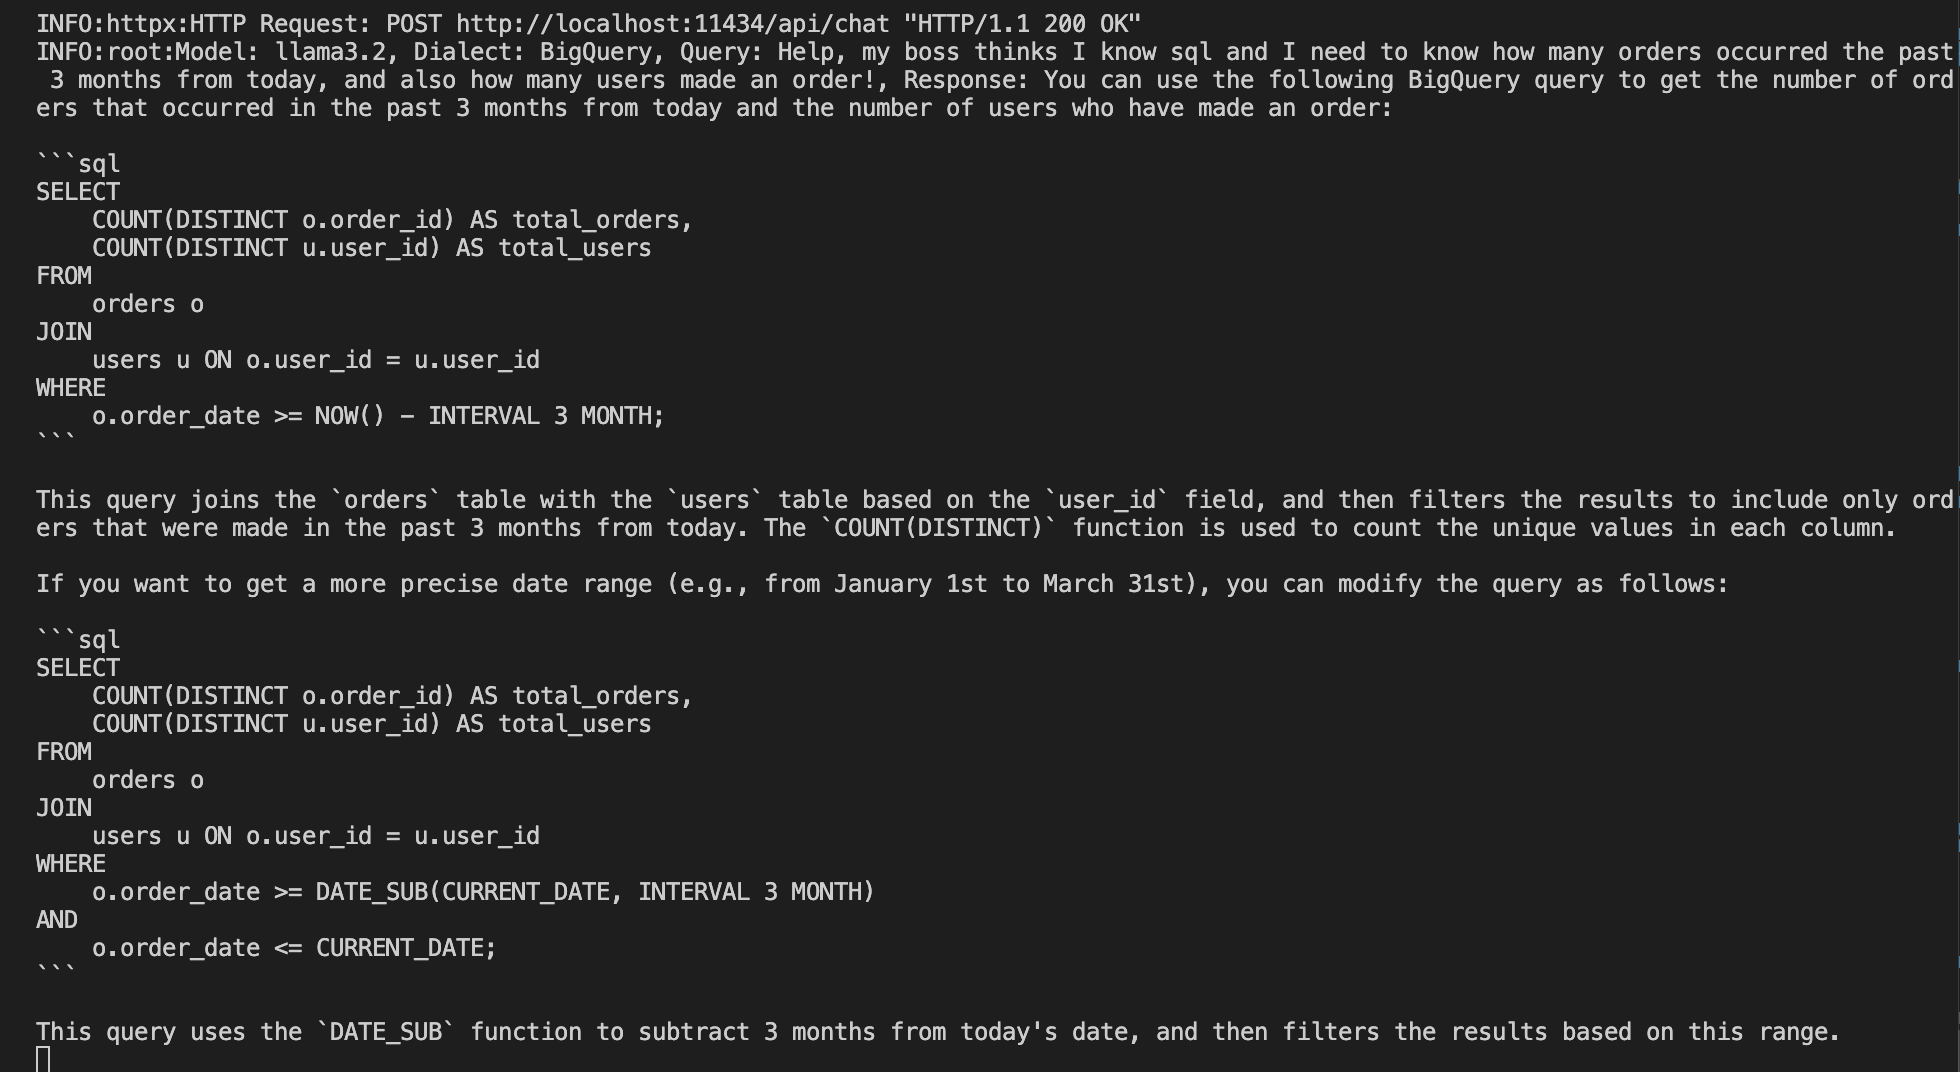 INFO:httpx:HTTP Request: POST http://localhost:11434/api/chat "HTTP/1.1 200 OK"
INFO:root:Model: llama3.2, Dialect: BigQuery, Query: Help, my boss thinks I know sql and I need to know how many orders occurred the past
 3 months from today, and also how many users made an order!, Response: You can use the following BigQuery query to get the number of ord
ers that occurred in the past 3 months from today and the number of users who have made an order:

```sql
SELECT
    COUNT(DISTINCT o.order_id) AS total_orders,
    COUNT(DISTINCT u.user_id) AS total_users
FROM
    orders o
JOIN
    users u ON o.user_id = u.user_id
WHERE
    o.order_date >= NOW() - INTERVAL 3 MONTH;
```

This query joins the `orders` table with the `users` table based on the `user_id` field, and then filters the results to include only ord
ers that were made in the past 3 months from today. The `COUNT(DISTINCT)` function is used to count the unique values in each column.

If you want to get a more precise date range (e.g., from January 1st to March 31st), you can modify the query as follows:

```sql
SELECT
    COUNT(DISTINCT o.order_id) AS total_orders,
    COUNT(DISTINCT u.user_id) AS total_users
FROM
    orders o
JOIN
    users u ON o.user_id = u.user_id
WHERE
    o.order_date >= DATE_SUB(CURRENT_DATE, INTERVAL 3 MONTH)
AND
    o.order_date <= CURRENT_DATE;
```

This query uses the `DATE_SUB` function to subtract 3 months from today's date, and then filters the results based on this range.